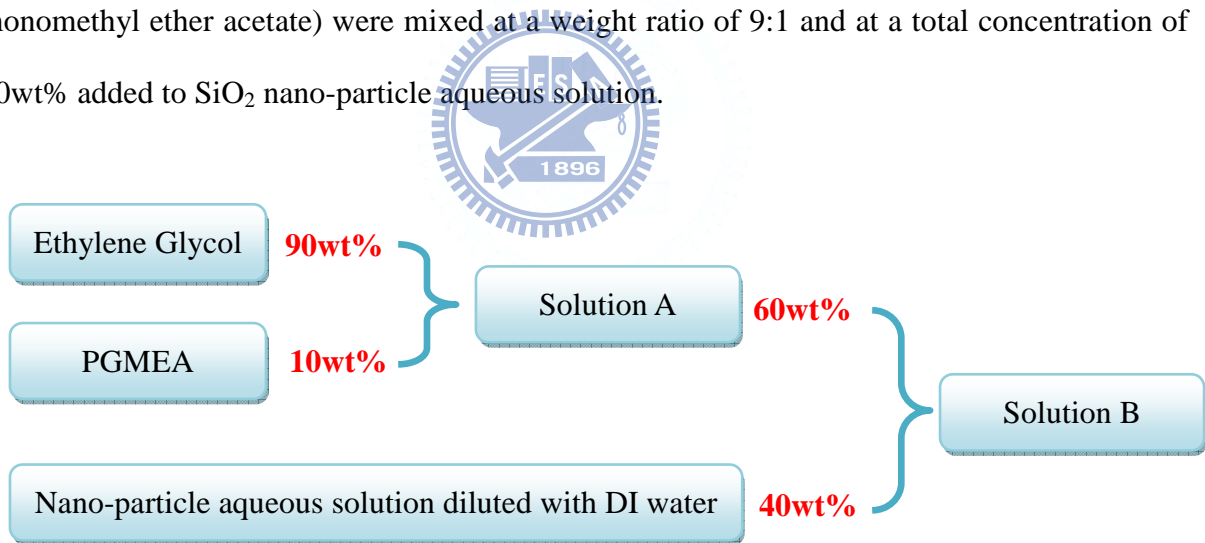 monomethyl ether acetate) were mixed at a weight ratio of 9:1 and at a total concentration of
0wt% added to SiO₂ nano-particle aqueous solution.
E S
1896
Ethylene Glycol 90wt%
Solution A 60wt%
PGMEA 10wt%
Solution B
Nano-particle aqueous solution diluted with DI water 40wt%